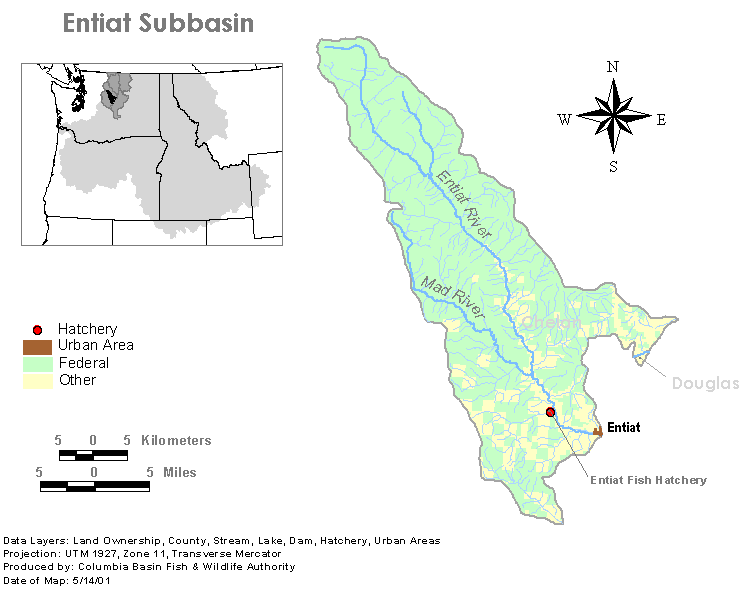 Entiat Subbasin
N
W
E
S
Entiat River
Mad River
Chelan
Douglas
Hatchery
Urban Area
Federal
Other
Entiat
Entiat Fish Hatchery
5 0 5 Kilometers
5 0 5 Miles
Data Layers: Land Ownership, County, Stream, Lake, Dam, Hatchery, Urban Areas
Projection: UTM 1927, Zone 11, Transverse Mercator
Produced by: Columbia Basin Fish & Wildlife Authority
Date of Map: 5/14/01